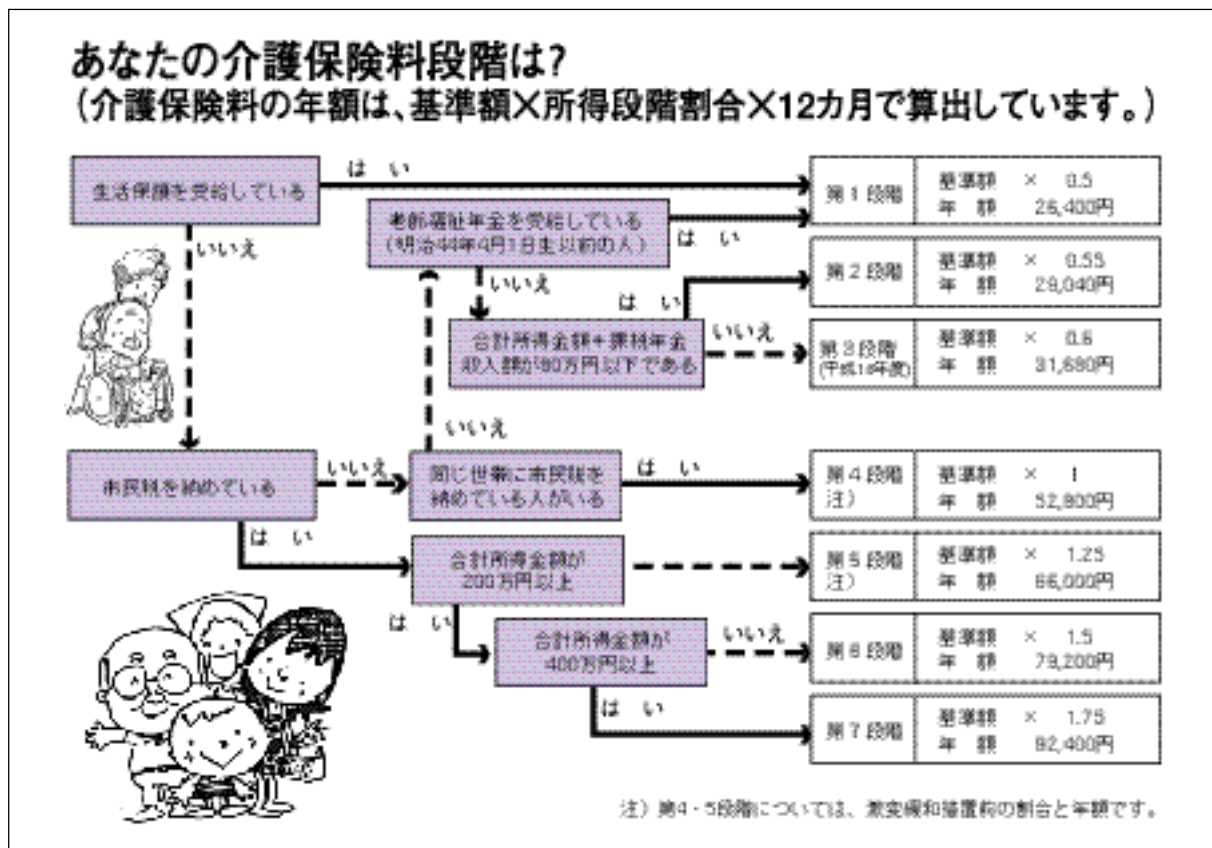 あなたの介護保険料段階は?
(介護保険料の年額は、基準額×所得段階割合×12カ月で算出しています。)
生活保護を受給している
はい
いいえ
老齢福祉年金を受給している
(明治44年4月1日生以前の人)
はい
いいえ
合計所得金額+課税年金
収入額が80万円以下である
はい
いいえ
第1段階
基準額 × 0.5
年額 26,400円
第2段階
基準額 × 0.55
年額 29,040円
第3段階
(平成18年度)
基準額 × 0.6
年額 31,680円
市民税を納めている
いいえ
はい
同じ世帯に市民税を
納めている人がいる
いいえ
はい
第4段階
注)
基準額 × 1
年額 52,800円
合計所得金額が
200万円以上
はい
第5段階
注)
基準額 × 1.25
年額 66,000円
合計所得金額が
400万円以上
いいえ
はい
第6段階
基準額 × 1.5
年額 79,200円
第7段階
基準額 × 1.75
年額 92,400円
注)第4・5段階については、激変緩和措置前の割合と年額です。